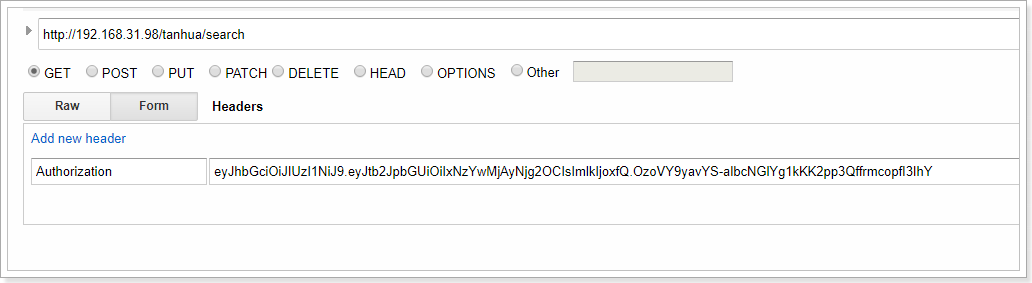 http://192.168.31.98/tanhua/search
GET POST PUT PATCH DELETE HEAD OPTIONS Other
Raw Form Headers
Add new header
Authorization eyJhbGciOiJIUzI1NiJ9.eyJtb2JpbGUiOiIxNzYwMjAyNjg2OCIsImlkIjoxfQ.OzoVY9yavYS-albcNGlYg1kKK2pp3QffrmcopfI3IhY